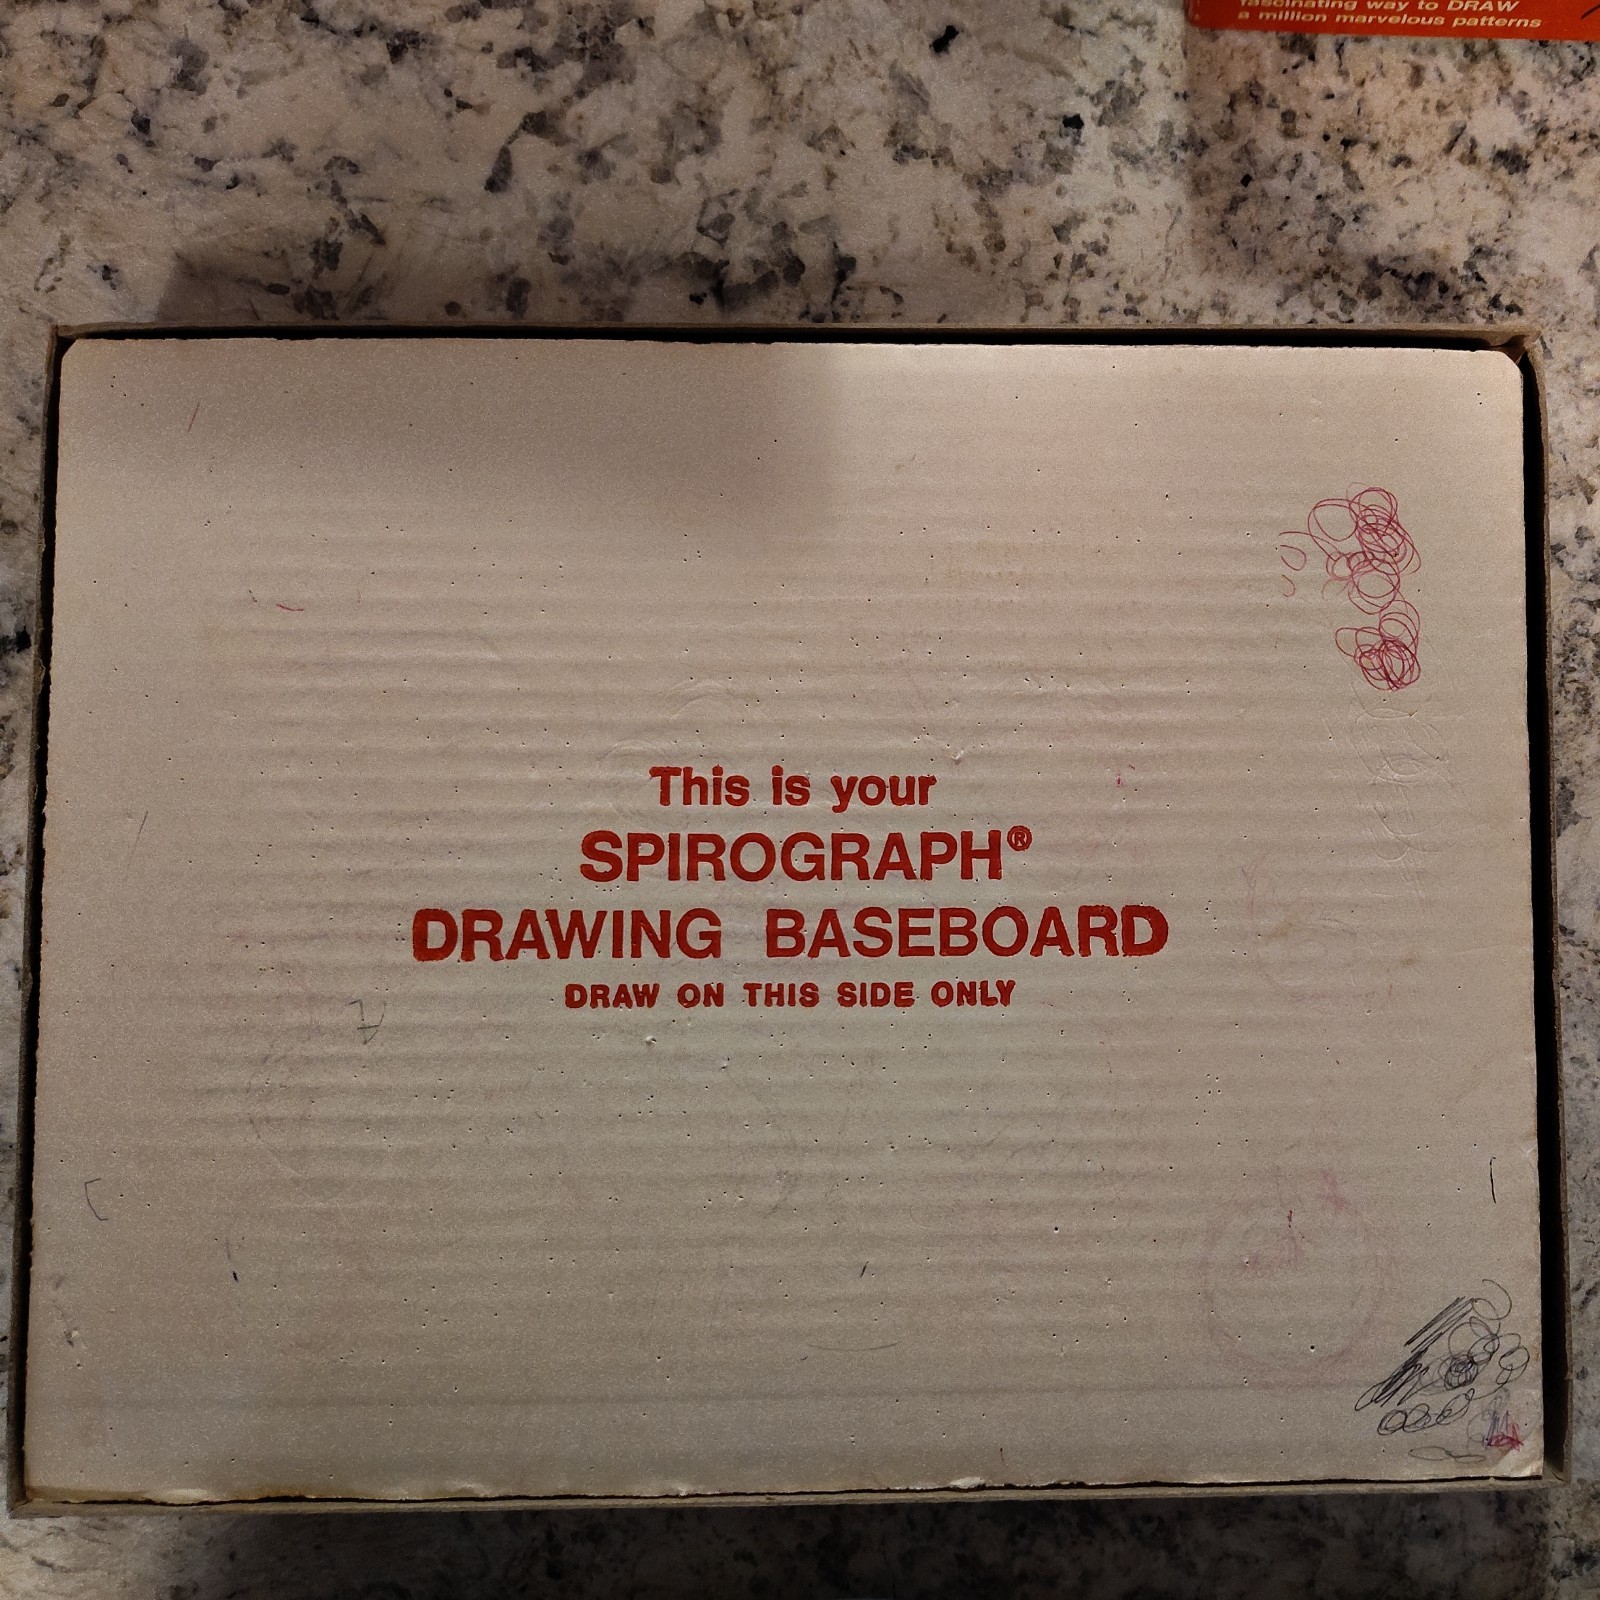 fascinating way to DRAW
a million marvelous patterns
This is your
SPIROGRAPH®
DRAWING BASEBOARD
DRAW ON THIS SIDE ONLY